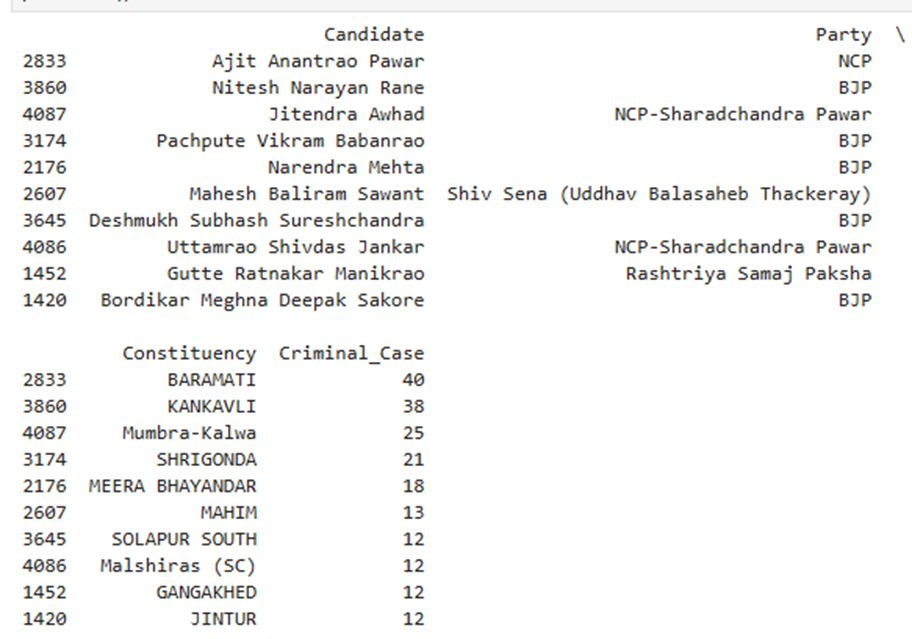 Candidate Party \
2833 Ajit Anantrao Pawar NCP
3860 Nitesh Narayan Rane BJP
4087 Jitendra Awhad NCP-Sharadchandra Pawar
3174 Pachpute Vikram Babanrao BJP
2176 Narendra Mehta BJP
2607 Mahesh Baliram Sawant Shiv Sena (Uddhav Balasaheb Thackeray)
3645 Deshmukh Subhash Sureshchandra BJP
4086 Uttamrao Shivdas Jankar NCP-Sharadchandra Pawar
1452 Gutte Ratnakar Manikrao Rashtriya Samaj Paksha
1420 Bordikar Meghna Deepak Sakore BJP
Constituency Criminal_Case
2833 BARAMATI 40
3860 KANKAVLI 38
4087 Mumbra-Kalwa 25
3174 SHRIGONDA 21
2176 MEERA BHAYANDAR 18
2607 MAHIM 13
3645 SOLAPUR SOUTH 12
4086 Malshiras (SC) 12
1452 GANGAKHED 12
1420 JINTUR 12